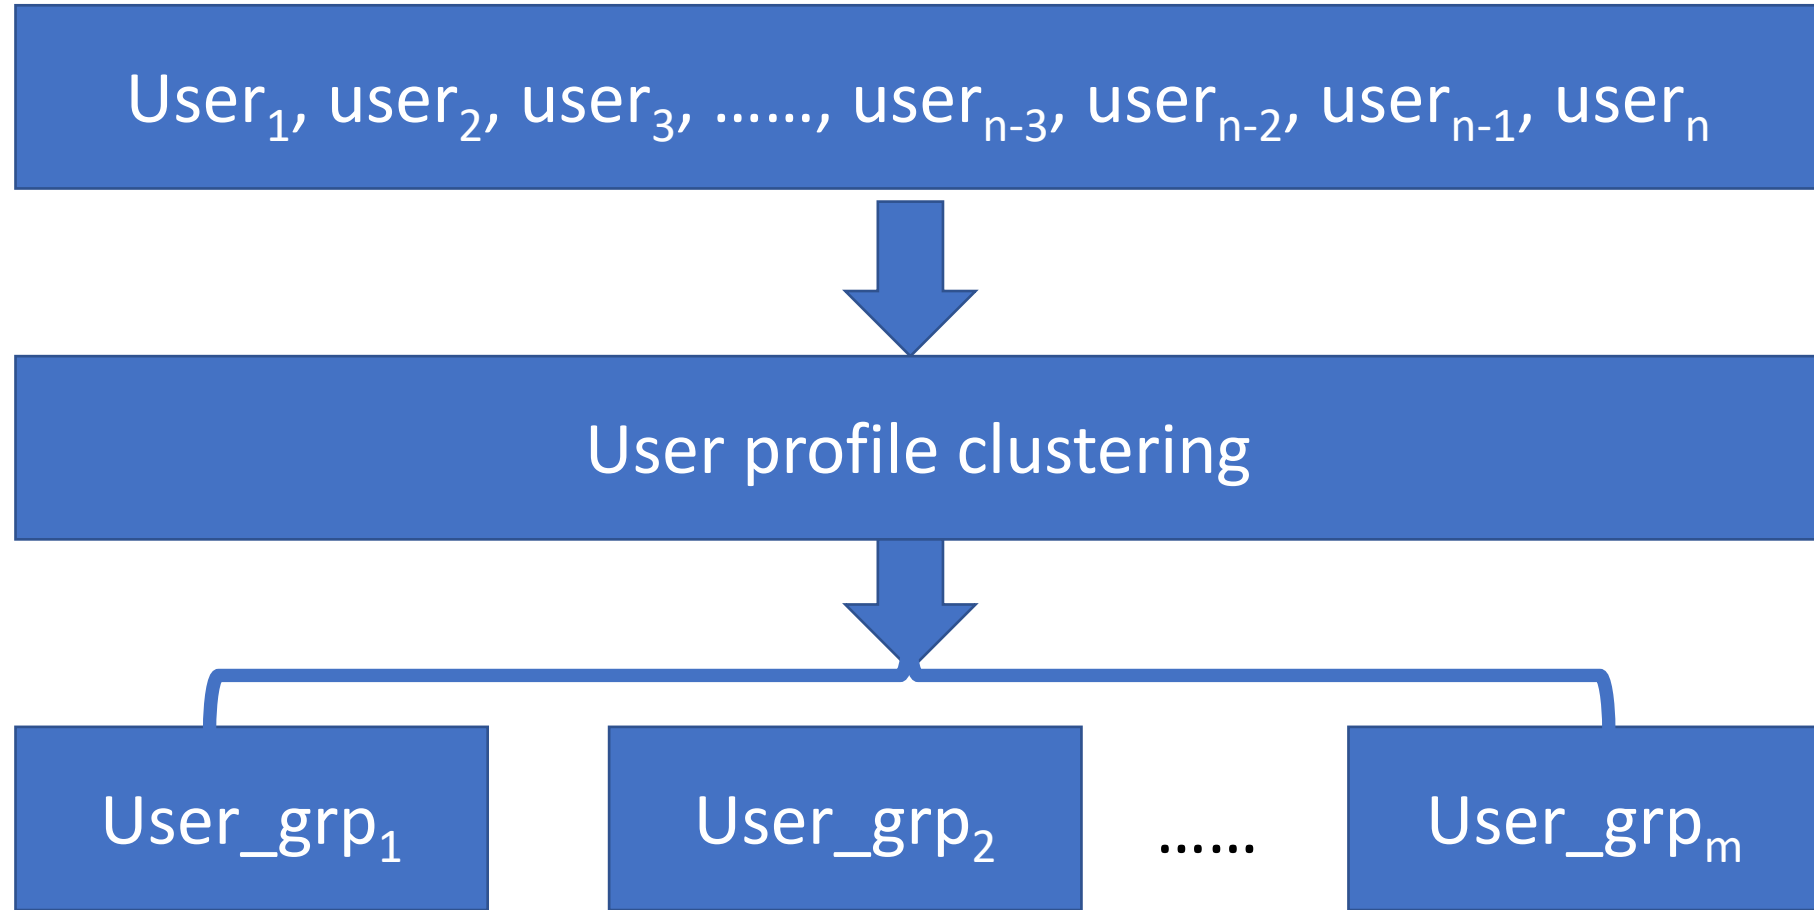 User₁, user₂, user₃, ……, userₙ₋₃, userₙ₋₂, userₙ₋₁, userₙ
User profile clustering
User_grp₁ User_grp₂ …… User_grpₘ